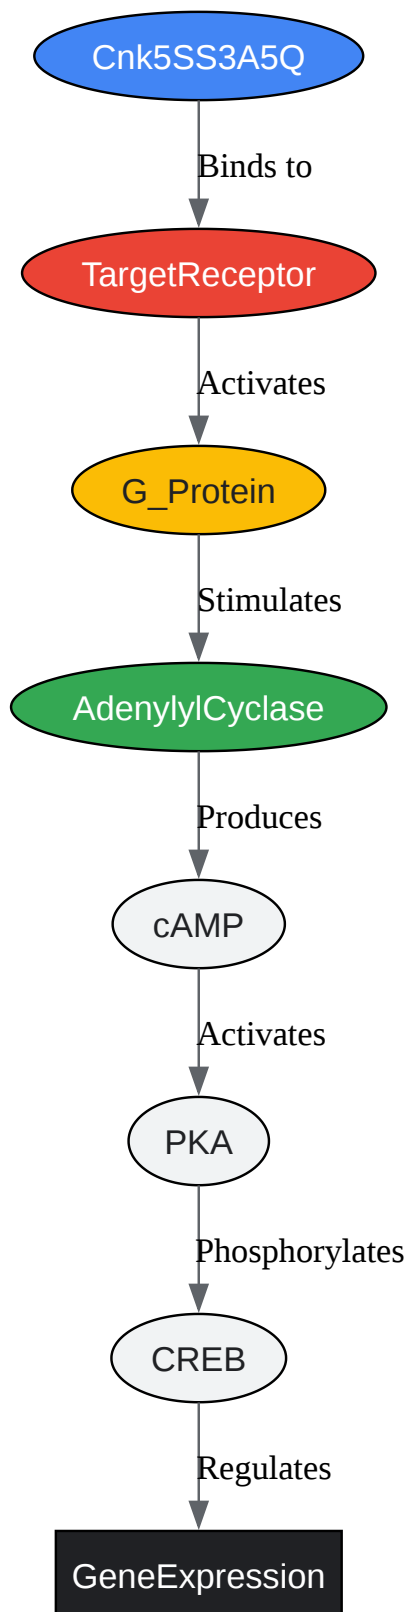 Cnk5SS3A5Q
Binds to
TargetReceptor
Activates
G_Protein
Stimulates
AdenylylCyclase
Produces
cAMP
Activates
PKA
Phosphorylates
CREB
Regulates
GeneExpression